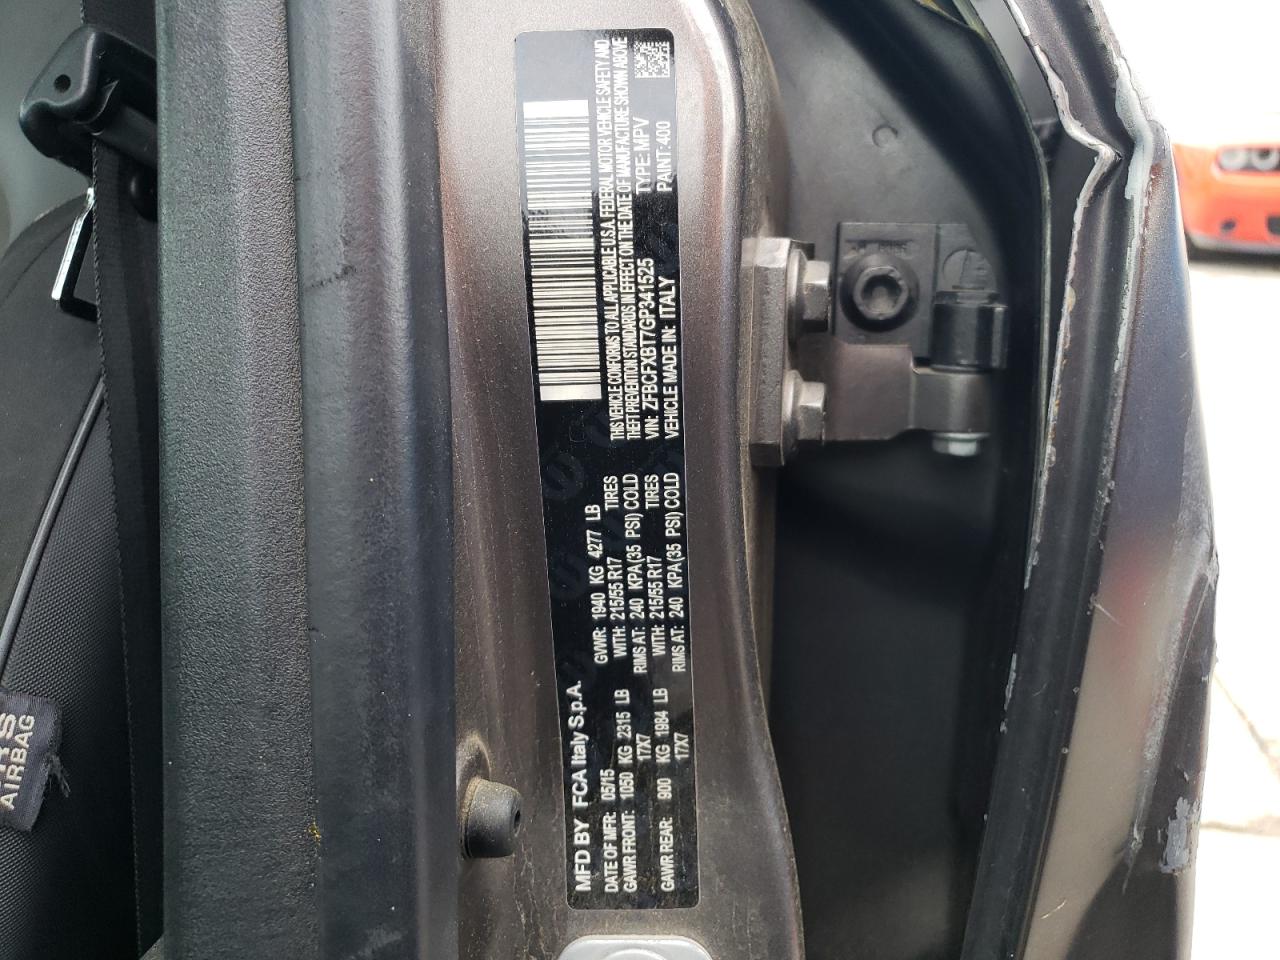 MFD BY FCA Italy S.p.A.
DATE OF MFR: 05/15 GVWR: 1940 KG 4277 LB
GAWR FRONT: 1050 KG 2315 LB WITH: 215/55 R17 TIRES
17X7 RIMS AT: 240 KPA(35 PSI) COLD
GAWR REAR: 900 KG 1984 LB WITH: 215/55 R17 TIRES
17X7 RIMS AT: 240 KPA(35 PSI) COLD
THIS VEHICLE CONFORMS TO ALL APPLICABLE U.S.A. FEDERAL MOTOR VEHICLE SAFETY AND
THEFT PREVENTION STANDARDS IN EFFECT ON THE DATE OF MANUFACTURE SHOWN ABOVE
VIN: ZFBCFXBT7GP341525 TYPE:MPV
VEHICLE MADE IN: ITALY PAINT:400
AIRBAG